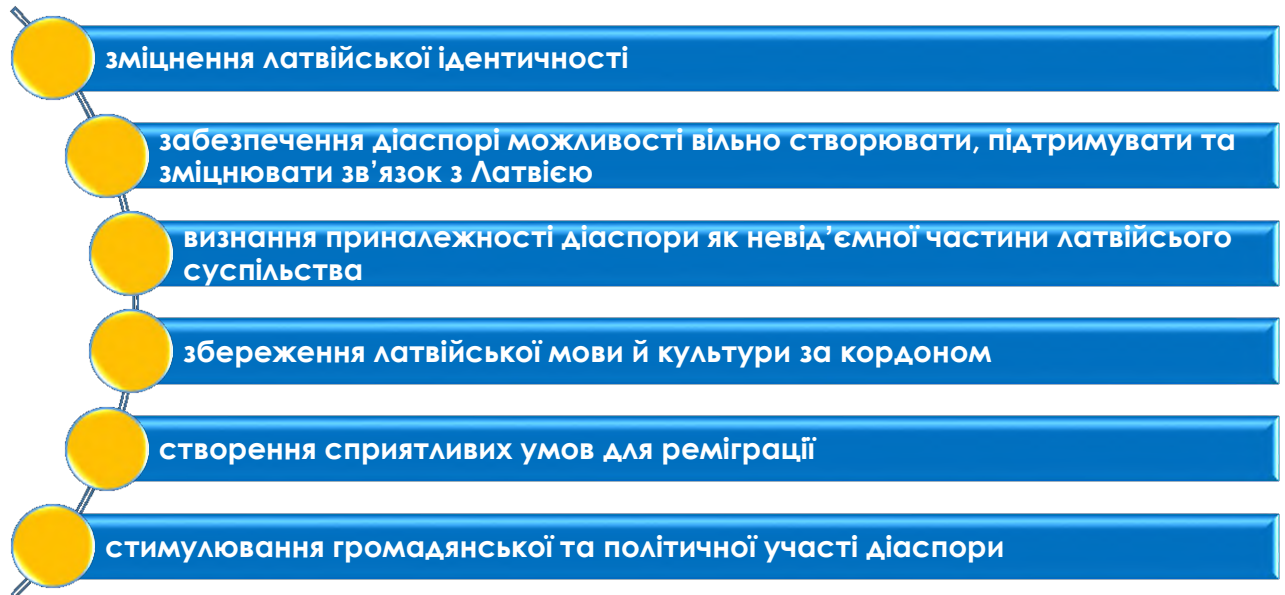 зміцнення латвійської ідентичності
забезпечення діаспорі можливості вільно створювати, підтримувати та
зміцнювати зв’язок з Латвією
визнання приналежності діаспори як невід’ємної частини латвійсього
суспільства
збереження латвійської мови й культури за кордоном
створення сприятливих умов для реміграції
стимулювання громадянської та політичної участі діаспори